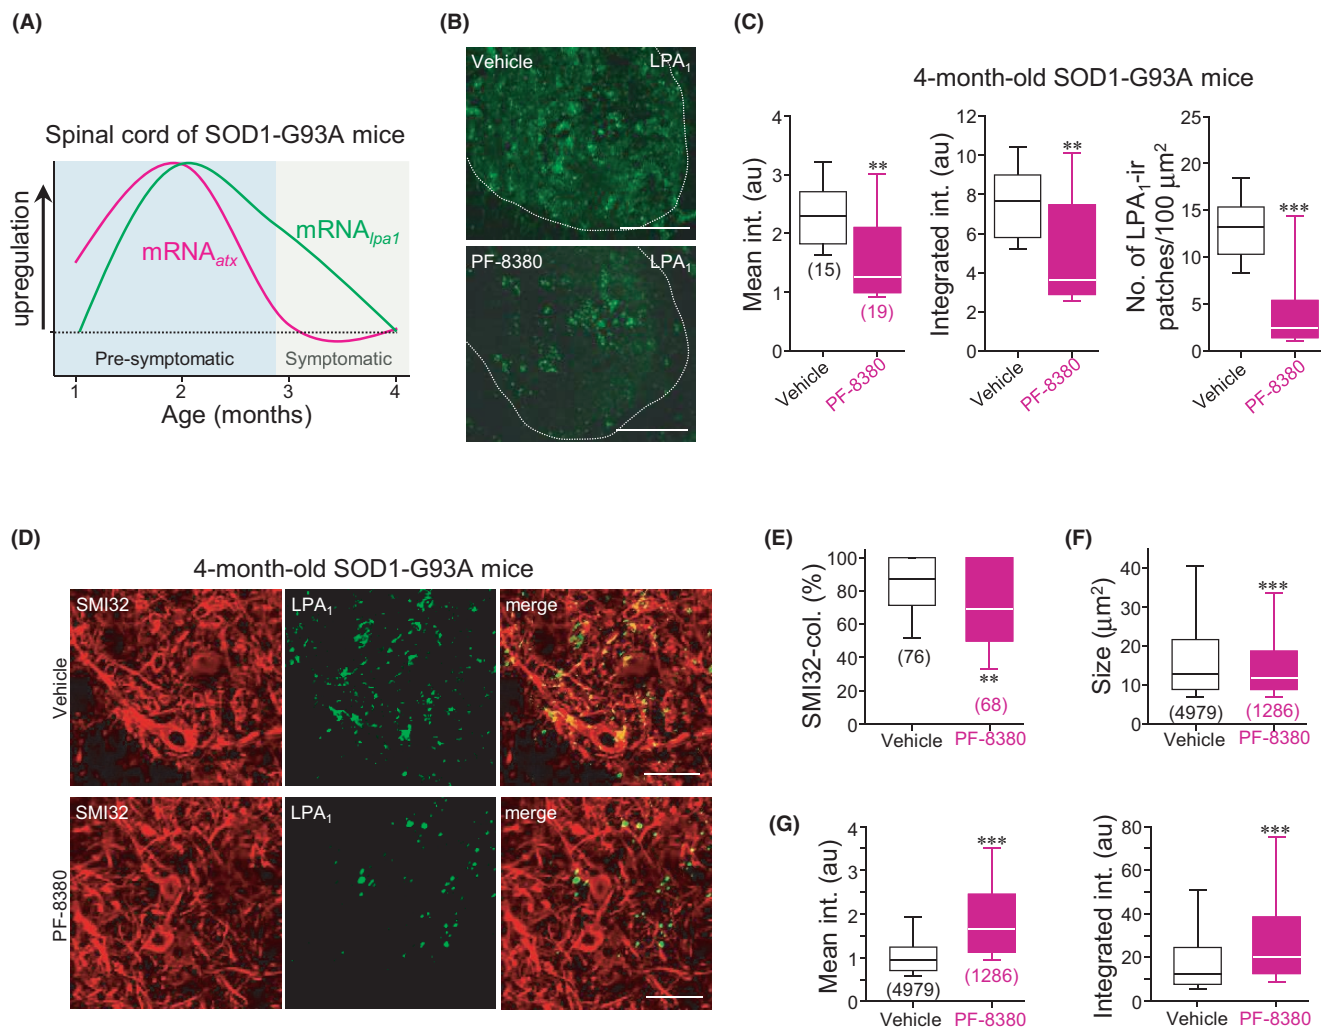 (A)
Spinal cord of SOD1-G93A mice
upregulation
mRNA_atx
mRNA_lpa1
Pre-symptomatic
Symptomatic
1 2 3 4
Age (months)
(B)
Vehicle LPA₁
PF-8380 LPA₁
(C)
4-month-old SOD1-G93A mice
Mean int. (au)
4
3
2
1
0
**
(15)
(19)
Vehicle
PF-8380
Integrated int. (au)
12
10
8
6
4
2
0
**
Vehicle
PF-8380
No. of LPA₁-ir
patches/100 μm²
25
20
15
10
5
0
***
Vehicle
PF-8380
(D)
4-month-old SOD1-G93A mice
Vehicle
SMI32 LPA₁ merge
PF-8380
SMI32 LPA₁ merge
(E)
SMI32-col. (%)
100
80
60
40
20
0
(76)
**
(68)
Vehicle PF-8380
(F)
Size (μm²)
40
30
20
10
0
***
(4979) (1286)
Vehicle PF-8380
(G)
Mean int. (au)
4
3
2
1
0
***
(4979)
(1286)
Vehicle PF-8380
Integrated int. (au)
80
60
40
20
0
***
Vehicle PF-8380